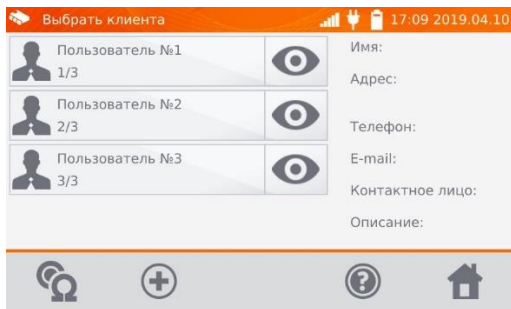 Выбрать клиента
17:09 2019.04.10
Пользователь №1
1/3
Пользователь №2
2/3
Пользователь №3
3/3
Имя:
Адрес:
Телефон:
E-mail:
Контактное лицо:
Описание: